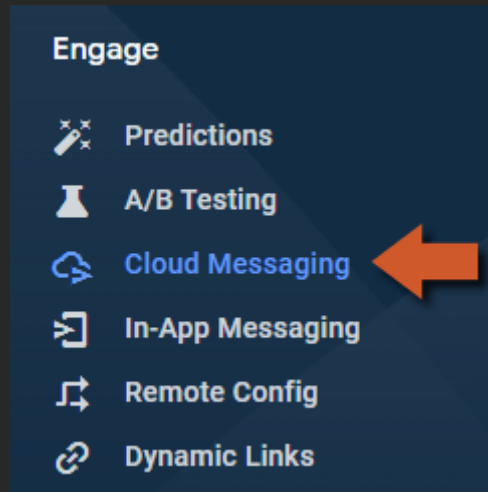 Engage
Predictions
A/B Testing
Cloud Messaging
In-App Messaging
Remote Config
Dynamic Links